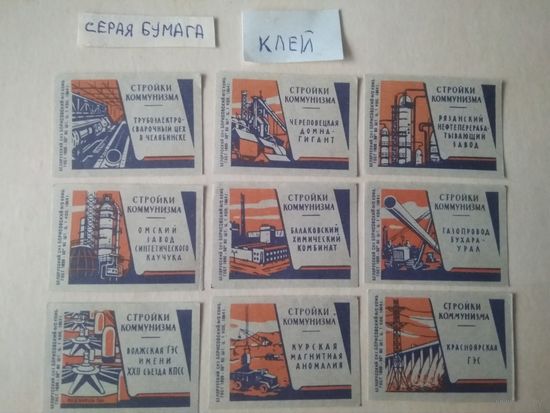 СЕРАЯ БУМАГА
КЛЕЙ
СТРОЙКИ
КОММУНИЗМА
ТРУБОЭЛЕКТРО-
СВАРОЧНЫЙ ЦЕХ
В ЧЕЛЯБИНСКЕ
СТРОЙКИ
КОММУНИЗМА
ЧЕРЕПОВЕЦКАЯ
ДОМНА-
ГИГАНТ
СТРОЙКИ
КОММУНИЗМА
РЯЗАНСКИЙ
НЕФТЕПЕРЕРАБА-
ТЫВАЮЩИЙ
ЗАВОД
СТРОЙКИ
КОММУНИЗМА
ОМСКИЙ
ЗАВОД
СИНТЕТИЧЕСКОГО
КАУЧУКА
СТРОЙКИ
КОММУНИЗМА
БАЛАКОВСКИЙ
ХИМИЧЕСКИЙ
КОМБИНАТ
СТРОЙКИ
КОММУНИЗМА
ГАЗОПРОВОД
БУХАРА-
УРАЛ
СТРОЙКИ
КОММУНИЗМА
ВОЛЖСКАЯ ГЭС
ИМЕНИ
XXII СЪЕЗДА КПСС
СТРОЙКИ
КОММУНИЗМА
КУРСКАЯ
МАГНИТНАЯ
АНОМАЛИЯ
СТРОЙКИ
КОММУНИЗМА
КРАСНОЯРСКАЯ
ГЭС